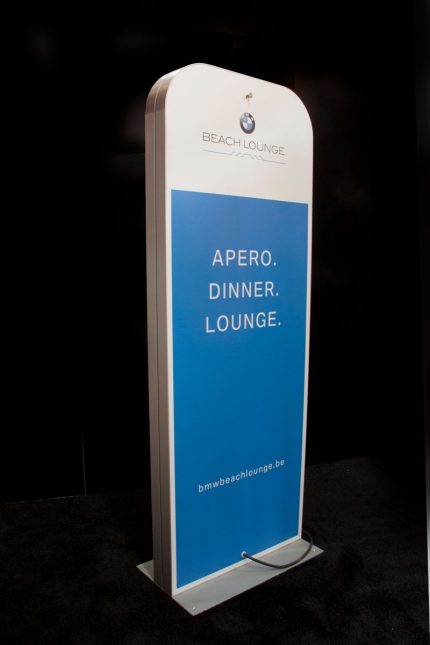 BEACH LOUNGE
APERO.
DINNER.
LOUNGE.
bmwbeachlounge.be